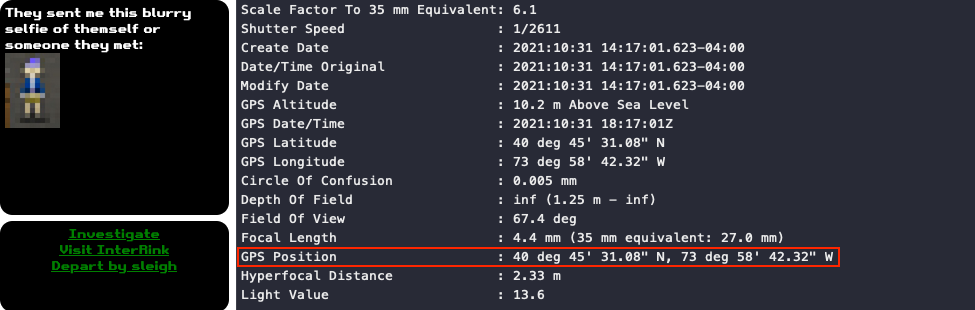 They sent me this blurry
selfie of themself or
someone they met:
Investigate
Visit InterRink
Depart by sleigh
Scale Factor To 35 mm Equivalent: 6.1
Shutter Speed : 1/2611
Create Date : 2021:10:31 14:17:01.623-04:00
Date/Time Original : 2021:10:31 14:17:01.623-04:00
Modify Date : 2021:10:31 14:17:01.623-04:00
GPS Altitude : 10.2 m Above Sea Level
GPS Date/Time : 2021:10:31 18:17:01Z
GPS Latitude : 40 deg 45' 31.08" N
GPS Longitude : 73 deg 58' 42.32" W
Circle Of Confusion : 0.005 mm
Depth Of Field : inf (1.25 m - inf)
Field Of View : 67.4 deg
Focal Length : 4.4 mm (35 mm equivalent: 27.0 mm)
GPS Position : 40 deg 45' 31.08" N, 73 deg 58' 42.32" W
Hyperfocal Distance : 2.33 m
Light Value : 13.6